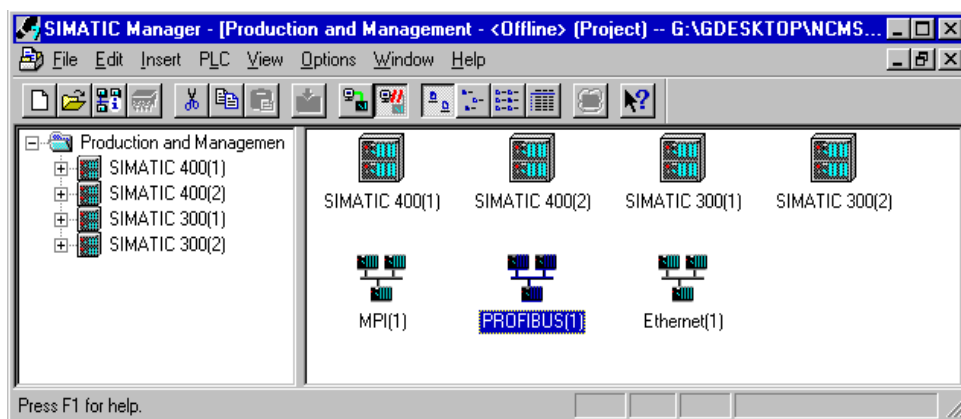 SIMATIC Manager - [Production and Management - <Offline> (Project) -- G:\GDESKTOP\NCMS...
File Edit Insert PLC View Options Window Help
Production and Managemen
SIMATIC 400(1)
SIMATIC 400(2)
SIMATIC 300(1)
SIMATIC 300(2)
SIMATIC 400(1) SIMATIC 400(2) SIMATIC 300(1) SIMATIC 300(2)
MPI(1) PROFIBUS(1) Ethernet(1)
Press F1 for help.